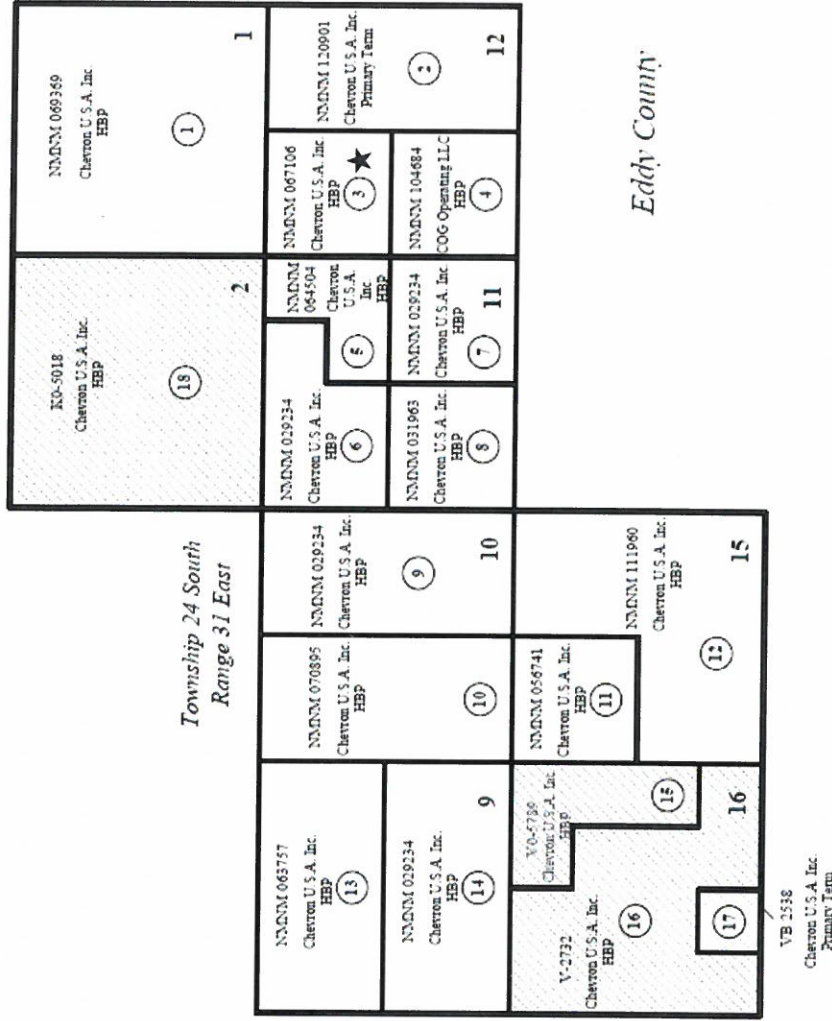 Township 24 South
Range 31 East
Eddy County
NMNM 069369
Chevron U.S.A. Inc
HBP
1
1
K0-5018
Chevron U.S.A. Inc.
HBP
18
2
NMNM 120901
Chevron U.S.A. Inc.
Primary Term
2
12
NMNM 067106
Chevron U.S.A. Inc.
HBP
3
NMNM 104684
COG Operating LLC
HBP
4
NMNM
064504
Chevron
U.S.A.
Inc.
HBP
5
NMNM 029234
Chevron U.S.A. Inc.
HBP
6
NMNM 029234
Chevron U.S.A. Inc.
HBP
7
11
NMNM 031963
Chevron U.S.A. Inc.
HBP
8
NMNM 029234
Chevron U.S.A. Inc.
HBP
9
10
NMNM 070895
Chevron U.S.A. Inc.
HBP
10
NMNM 056741
Chevron U.S.A. Inc.
HBP
11
NMNM 111960
Chevron U.S.A. Inc.
HBP
12
15
NMNM 063757
Chevron U.S.A. Inc.
HBP
13
NMNM 029234
Chevron U.S.A. Inc.
HBP
14
9
V0-5789
Chevron U.S.A. Inc.
HBP
15
V-2732
Chevron U.S.A. Inc.
HBP
16
16
17
VB 2538
Chevron U.S.A. Inc.
Primary Term